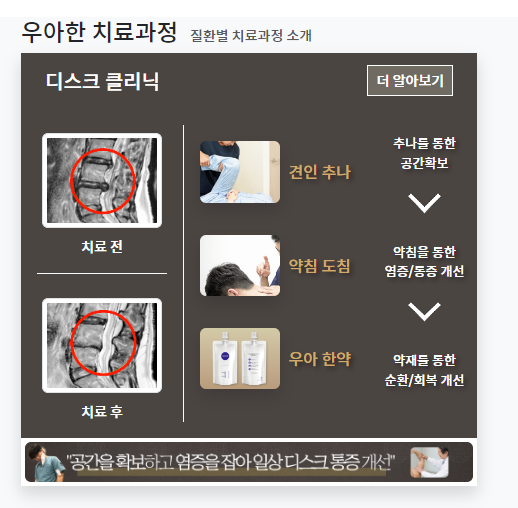 우아한 치료과정 질환별 치료과정 소개
디스크 클리닉
더 알아보기
치료 전
치료 후
견인 추나
약침 도침
우아 한약
추나를 통한
공간확보
약침을 통한
염증/통증 개선
약재를 통한
순환/회복 개선
"공간을 확보하고 염증을 잡아 일상 디스크 통증 개선"